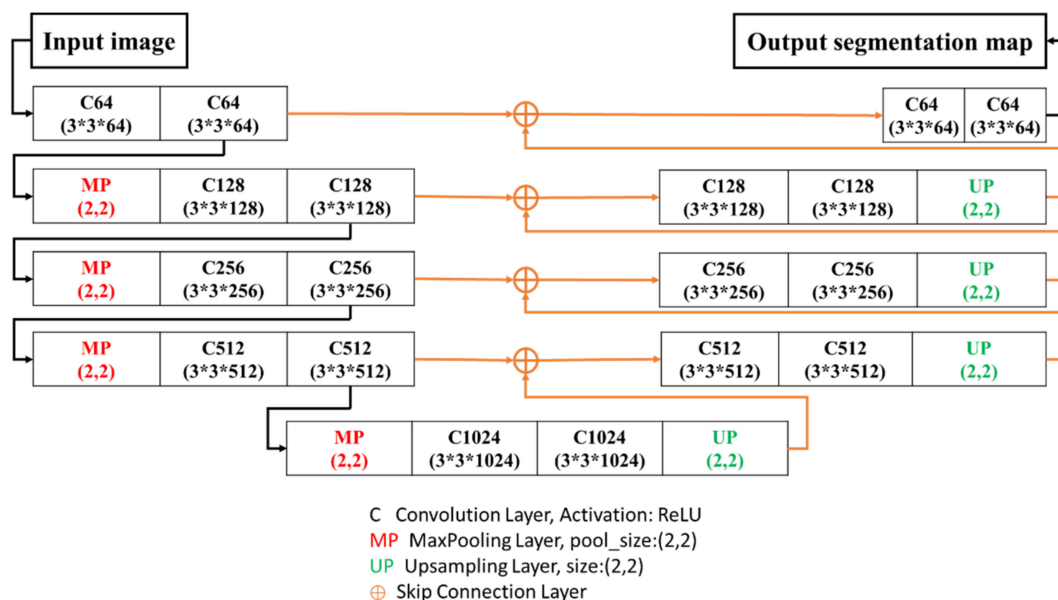 Input image
Output segmentation map
C64 C64
(3*3*64) (3*3*64)
C64 C64
(3*3*64) (3*3*64)
MP C128 C128
(2,2) (3*3*128) (3*3*128)
C128 C128 UP
(3*3*128) (3*3*128) (2,2)
MP C256 C256
(2,2) (3*3*256) (3*3*256)
C256 C256 UP
(3*3*256) (3*3*256) (2,2)
MP C512 C512
(2,2) (3*3*512) (3*3*512)
C512 C512 UP
(3*3*512) (3*3*512) (2,2)
MP C1024 C1024 UP
(2,2) (3*3*1024) (3*3*1024) (2,2)
C Convolution Layer, Activation: ReLU
MP MaxPooling Layer, pool_size:(2,2)
UP Upsampling Layer, size:(2,2)
⊕ Skip Connection Layer